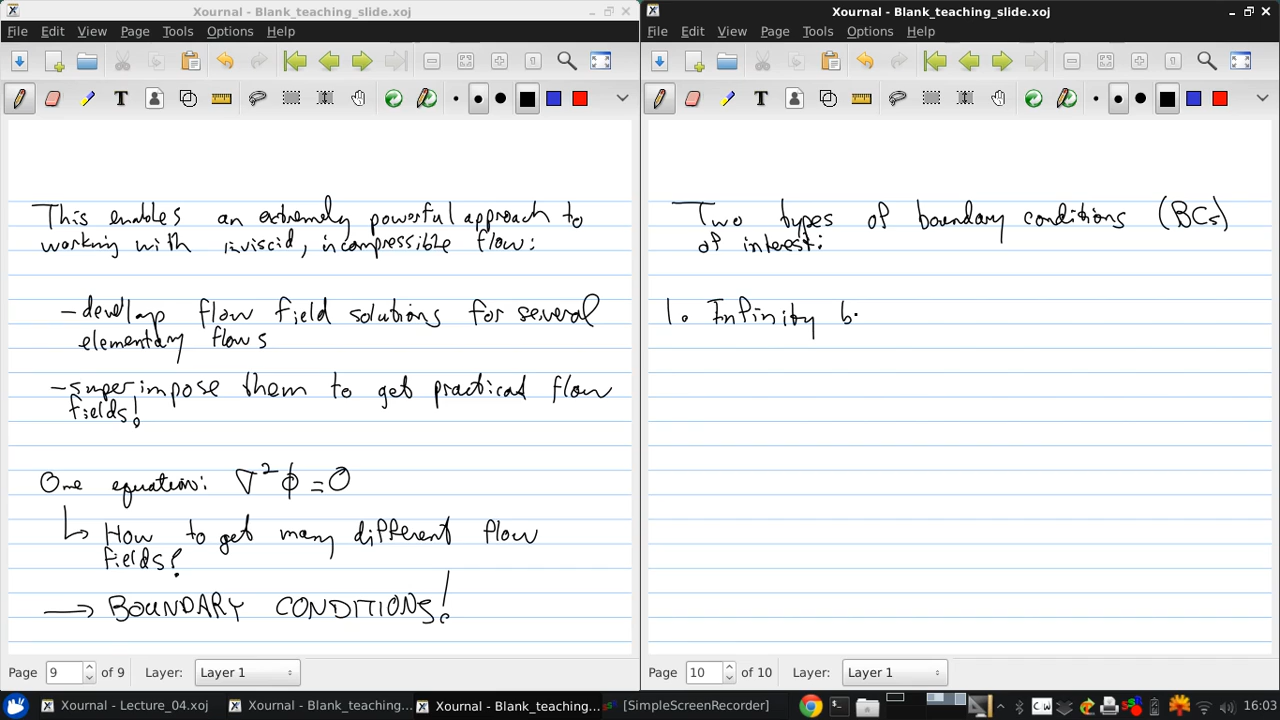 Xournal - Blank_teaching_slide.xoj
File Edit View Page Tools Options Help
This enables an extremely powerful approach to
working with inviscid, incompressible flow:
- develop flow field solutions for several
elementary flows
- superimpose them to get practical flow
fields!
One equation: ∇²ϕ = 0
↳ How to get many different flow
fields?
→ BOUNDARY CONDITIONS!
Page 9 of 9 Layer: Layer 1
Xournal - Blank_teaching_slide.xoj
File Edit View Page Tools Options Help
Two types of boundary conditions (BCs)
of interest:
1. Infinity b.
Page 10 of 10 Layer: Layer 1
Xournal - Lecture_04.xoj Xournal - Blank_teaching... Xournal - Blank_teaching... [SimpleScreenRecorder] 16:03